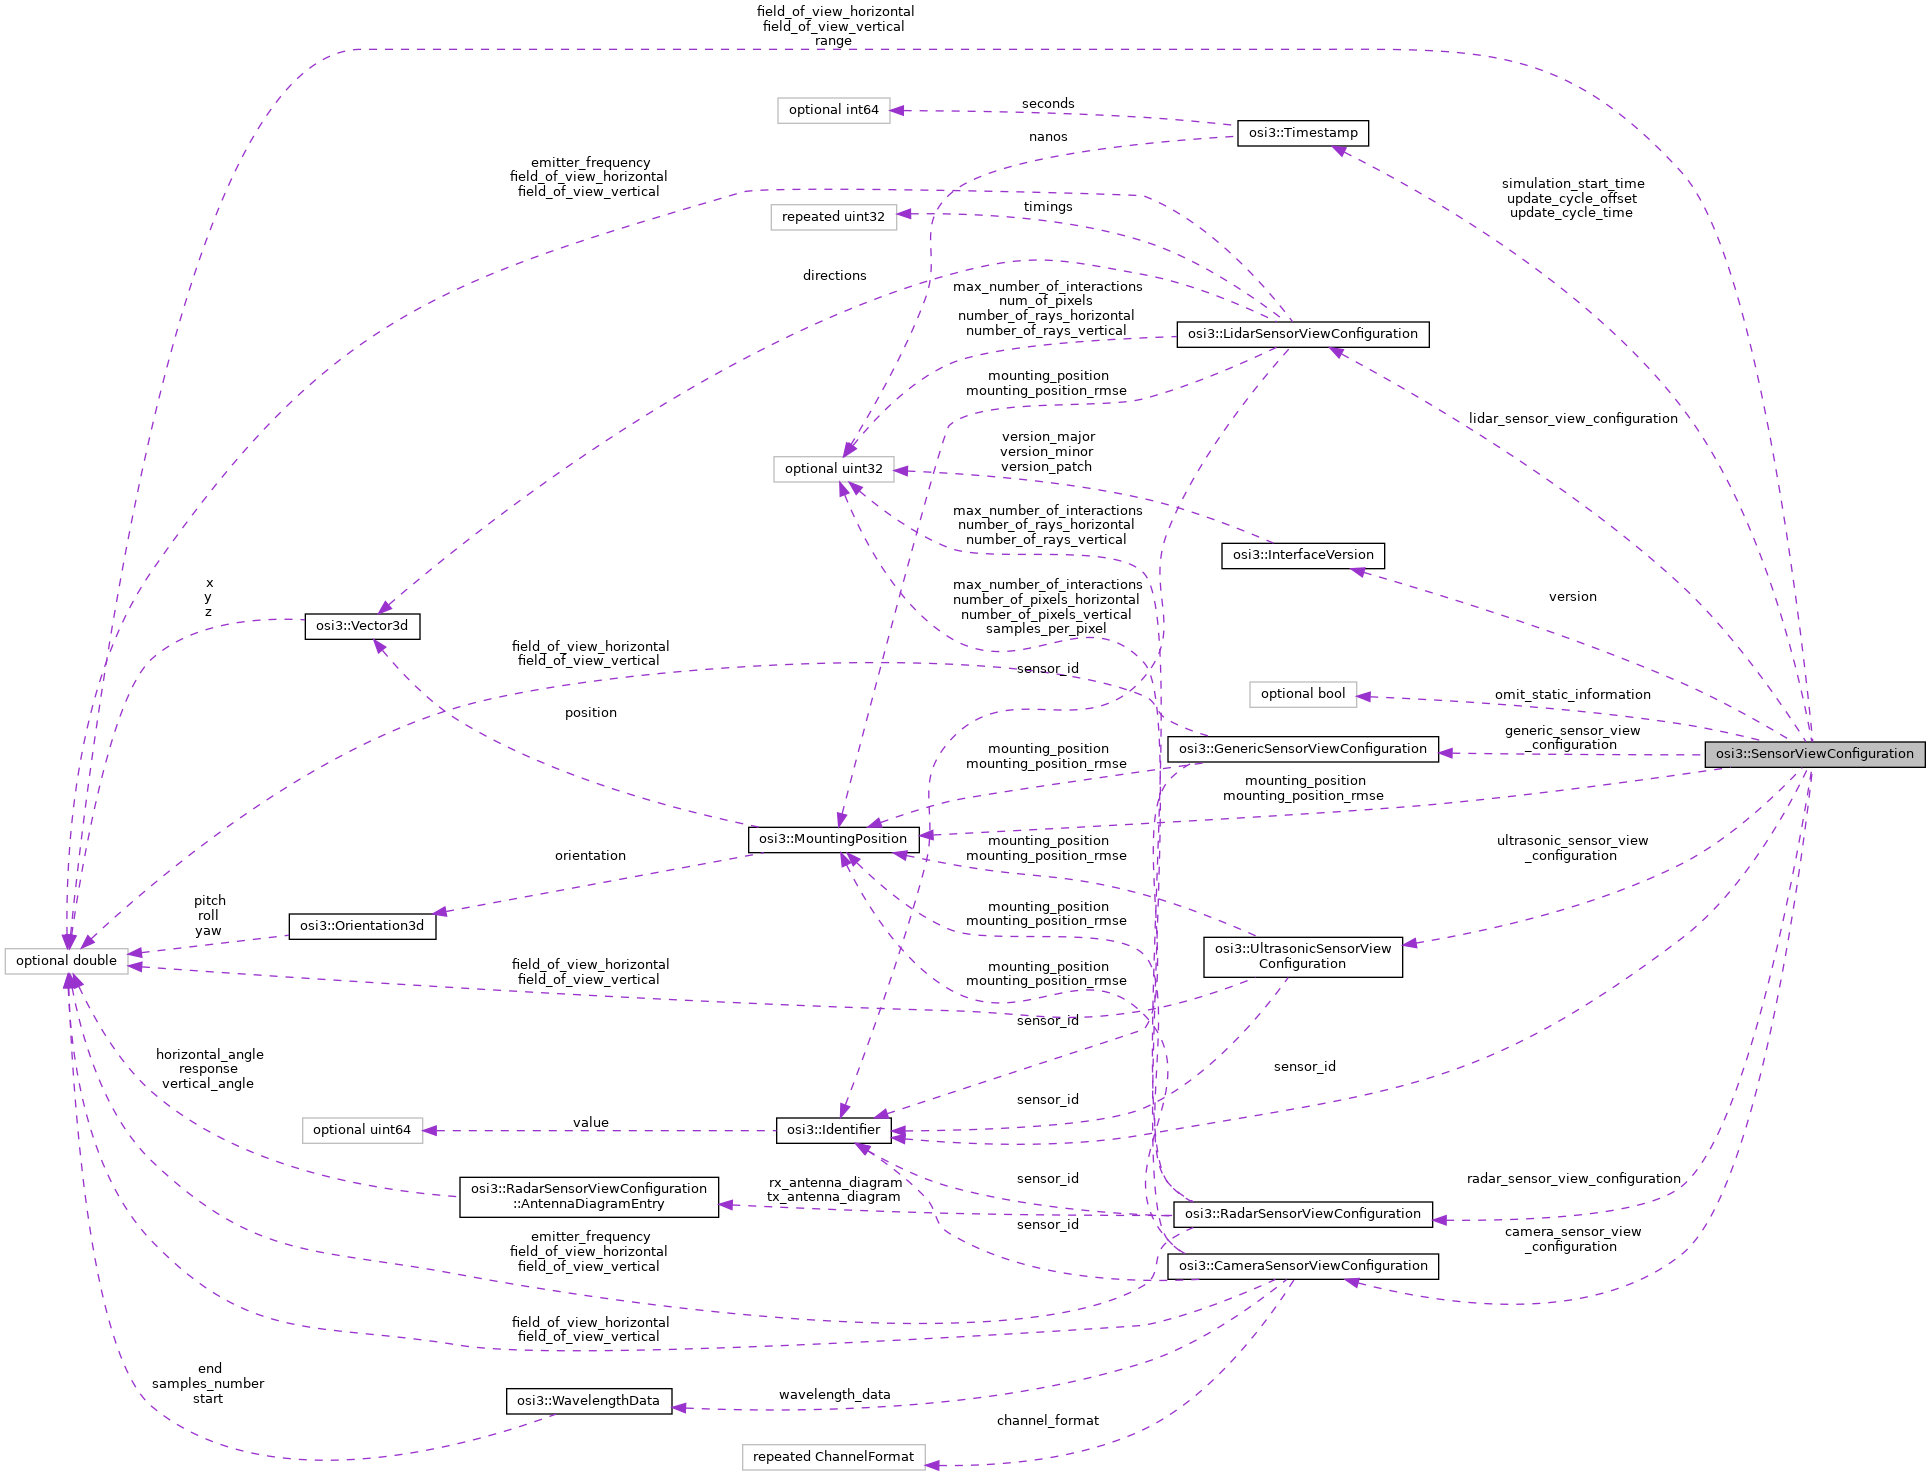 field_of_view_horizontal
field_of_view_vertical
range
optional int64
seconds
osi3::Timestamp
nanos
emitter_frequency
field_of_view_horizontal
field_of_view_vertical
simulation_start_time
update_cycle_offset
update_cycle_time
repeated uint32
timings
directions
max_number_of_interactions
num_of_pixels
number_of_rays_horizontal
number_of_rays_vertical
osi3::LidarSensorViewConfiguration
mounting_position
mounting_position_rmse
lidar_sensor_view_configuration
version_major
version_minor
version_patch
optional uint32
max_number_of_interactions
number_of_rays_horizontal
number_of_rays_vertical
osi3::InterfaceVersion
version
x
y
z
max_number_of_interactions
number_of_pixels_horizontal
number_of_pixels_vertical
samples_per_pixel
osi3::Vector3d
field_of_view_horizontal
field_of_view_vertical
sensor_id
optional bool
omit_static_information
position
generic_sensor_view
_configuration
mounting_position
mounting_position_rmse
osi3::GenericSensorViewConfiguration
osi3::SensorViewConfiguration
mounting_position
mounting_position_rmse
osi3::MountingPosition
orientation
mounting_position
mounting_position_rmse
ultrasonic_sensor_view
_configuration
pitch
roll
yaw
osi3::Orientation3d
mounting_position
mounting_position_rmse
optional double
field_of_view_horizontal
field_of_view_vertical
osi3::UltrasonicSensorView
Configuration
mounting_position
mounting_position_rmse
sensor_id
horizontal_angle
response
vertical_angle
sensor_id
optional uint64
value
osi3::Identifier
sensor_id
osi3::RadarSensorViewConfiguration
::AntennaDiagramEntry
rx_antenna_diagram
tx_antenna_diagram
sensor_id
radar_sensor_view_configuration
osi3::RadarSensorViewConfiguration
sensor_id
emitter_frequency
field_of_view_horizontal
field_of_view_vertical
camera_sensor_view
_configuration
osi3::CameraSensorViewConfiguration
field_of_view_horizontal
field_of_view_vertical
end
samples_number
start
osi3::WavelengthData
wavelength_data
channel_format
repeated ChannelFormat